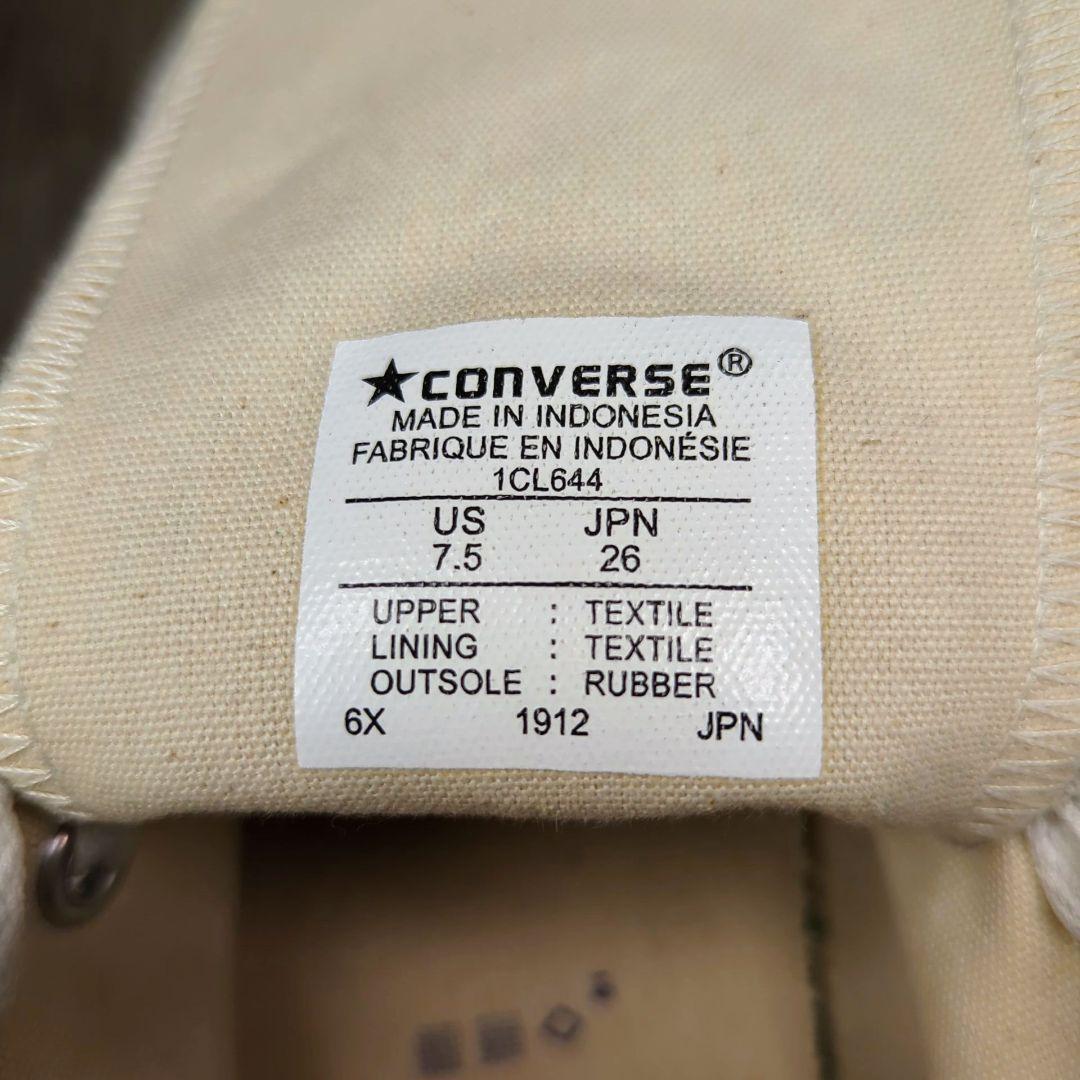 ★CONVERSE®
MADE IN INDONESIA
FABRIQUE EN INDONÉSIE
1CL644
US JPN
7.5 26
UPPER : TEXTILE
LINING : TEXTILE
OUTSOLE : RUBBER
6X 1912 JPN